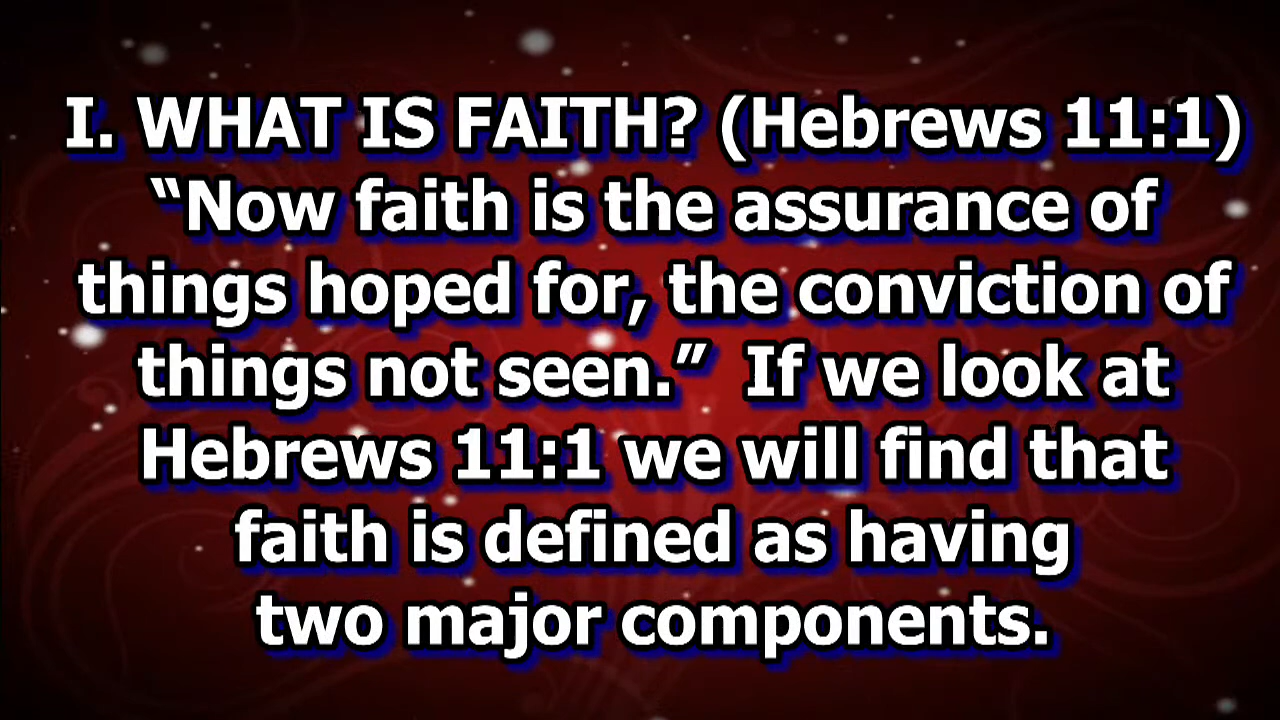 I. WHAT IS FAITH? (Hebrews 11:1)
“Now faith is the assurance of
things hoped for, the conviction of
things not seen.”  If we look at
Hebrews 11:1 we will find that
faith is defined as having
two major components.